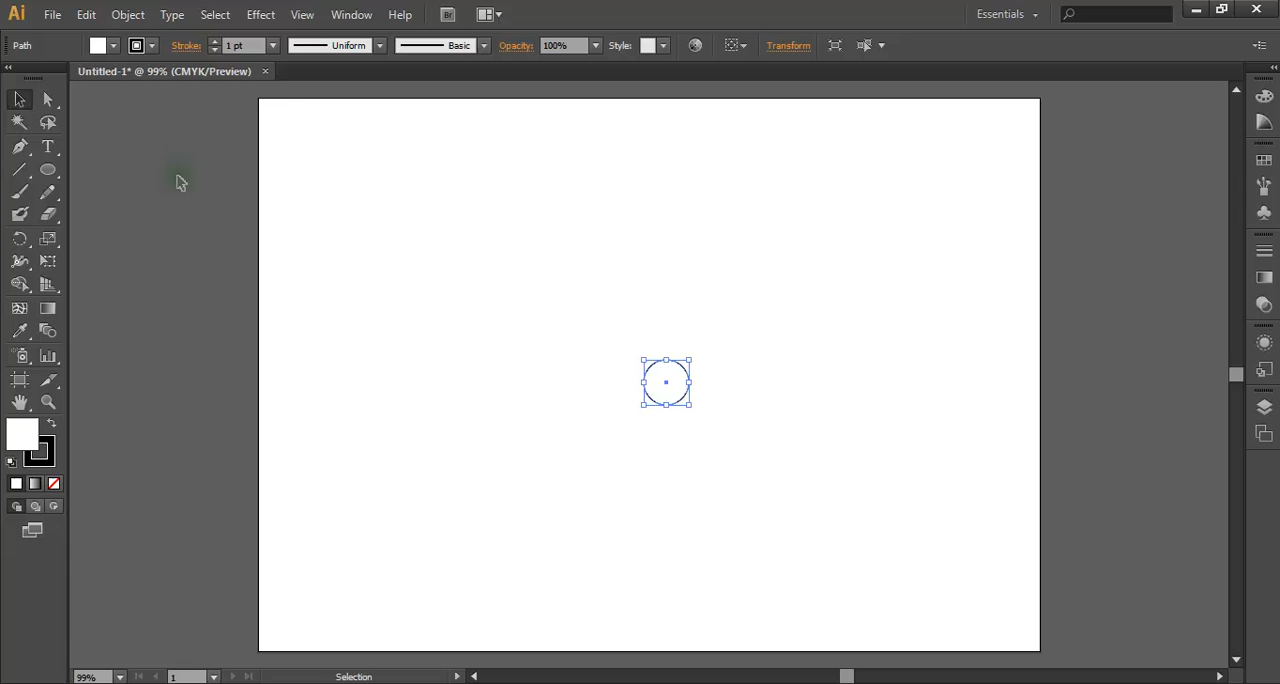 Ai File Edit Object Type Select Effect View Window Help Br Essentials
Path Stroke: 1 pt Uniform Basic Opacity: 100% Style: Transform
Untitled-1* @ 99% (CMYK/Preview) ×
T
99% 1 Selection